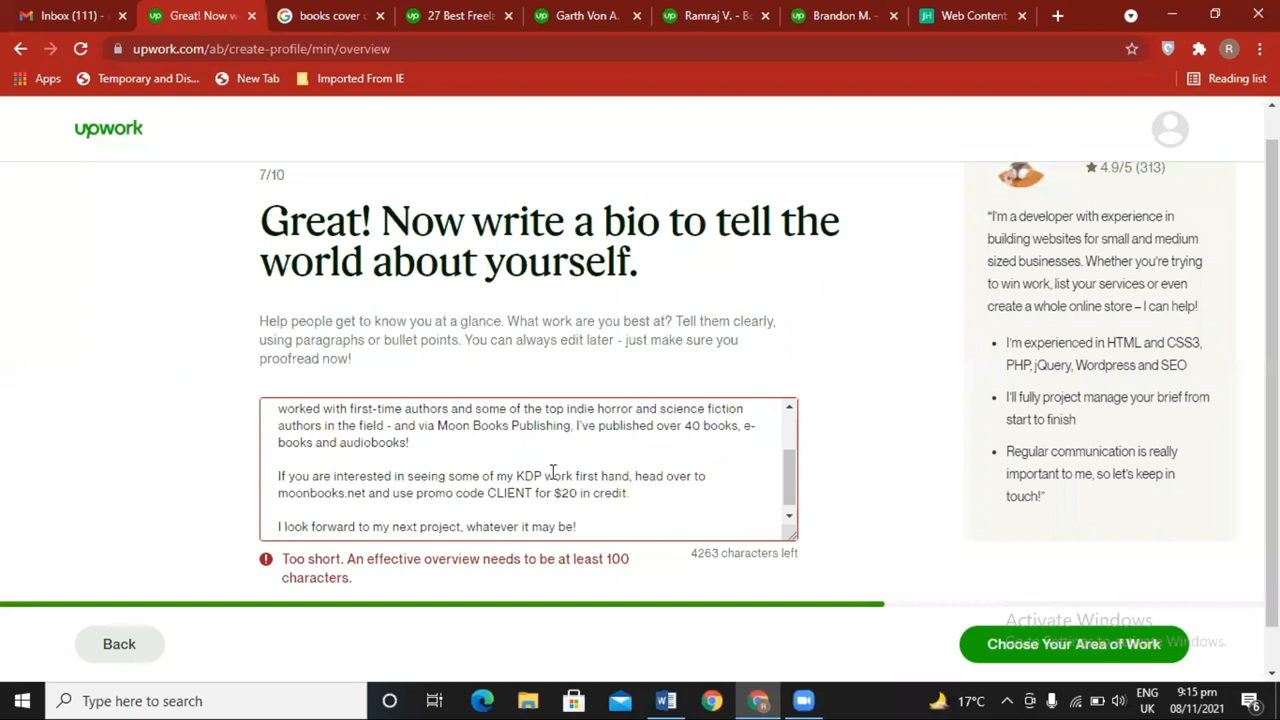 Inbox (111) -
Great! Now w
books cover c
27 Best Freela
Garth Von A.
Ramraj V. - Bo
Brandon M. -
JH Web Content
upwork.com/ab/create-profile/min/overview
R
Apps
Temporary and Dis...
New Tab
Imported From IE
Reading list
upwork
7/10
Great! Now write a bio to tell the
world about yourself.
Help people get to know you at a glance. What work are you best at? Tell them clearly,
using paragraphs or bullet points. You can always edit later - just make sure you
proofread now!
worked with first-time authors and some of the top indie horror and science fiction
authors in the field - and via Moon Books Publishing, I've published over 40 books, e-
books and audiobooks!
If you are interested in seeing some of my KDP work first hand, head over to
moonbooks.net and use promo code CLIENT for $20 in credit.
I look forward to my next project, whatever it may be!
Too short. An effective overview needs to be at least 100
characters.
4263 characters left
★ 4.9/5 (313)
"I'm a developer with experience in
building websites for small and medium
sized businesses. Whether you're trying
to win work, list your services or even
create a whole online store – I can help!
• I'm experienced in HTML and CSS3,
PHP, jQuery, Wordpress and SEO
• I'll fully project manage your brief from
start to finish
• Regular communication is really
important to me, so let's keep in
touch!"
Back
Choose Your Area of Work
Activate Windows
Go to Settings to activate Windows.
Type here to search
17°C
ENG
UK
9:15 pm
08/11/2021
6